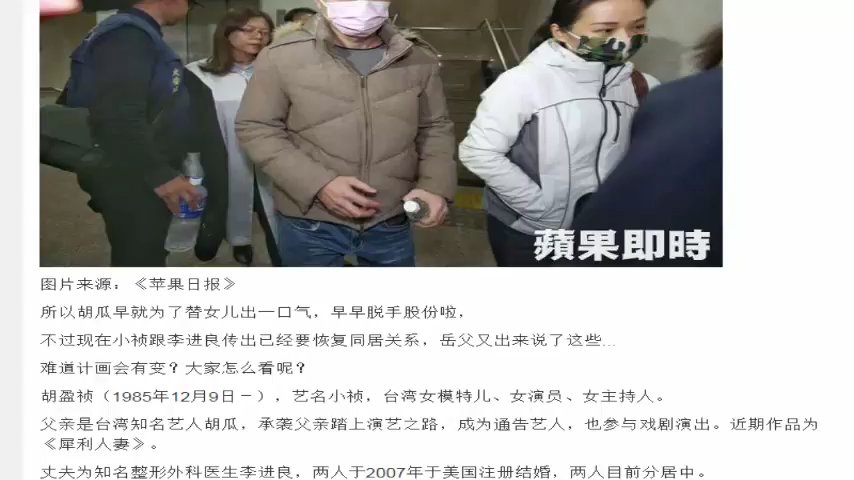 蘋果即時
图片来源：《苹果日报》
所以胡瓜早就为了替女儿出一口气，早早脱手股份啦，
不过现在小祯跟李进良传出已经要恢复同居关系，岳父又出来说了这些...
难道计画会有变？大家怎么看呢？
胡盈祯（1985年12月9日－），艺名小祯，台湾女模特儿、女演员、女主持人。
父亲是台湾知名艺人胡瓜，承袭父亲踏上演艺之路，成为通告艺人，也参与戏剧演出。近期作品为
《犀利人妻》。
丈夫为知名整形外科医生李进良，两人于2007年于美国注册结婚，两人目前分居中。